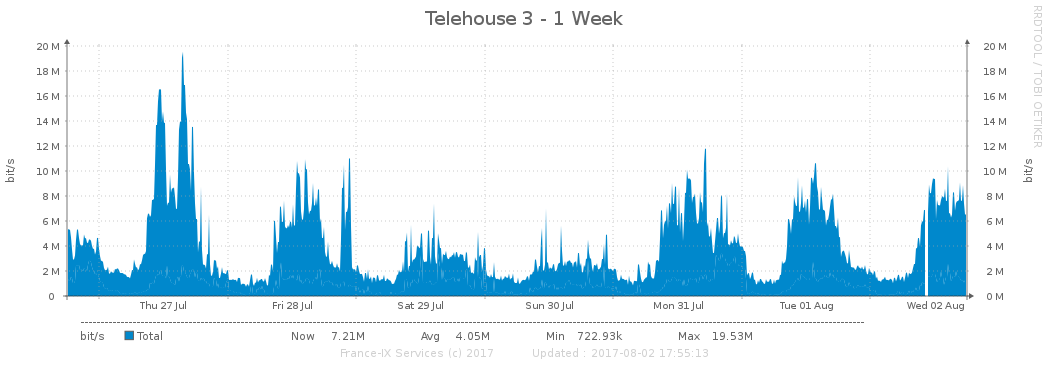 Telehouse 3 - 1 Week
RRDTOOL / TOBI OETIKER
20 M 20 M
18 M 18 M
16 M 16 M
14 M 14 M
12 M 12 M
10 M 10 M
8 M 8 M
6 M 6 M
4 M 4 M
2 M 2 M
0 0 M
bit/s bit/s
Thu 27 Jul Fri 28 Jul Sat 29 Jul Sun 30 Jul Mon 31 Jul Tue 01 Aug Wed 02 Aug
bit/s Total Now 7.21M Avg 4.05M Min 722.93k Max 19.53M
France-IX Services (c) 2017 Updated : 2017-08-02 17:55:13